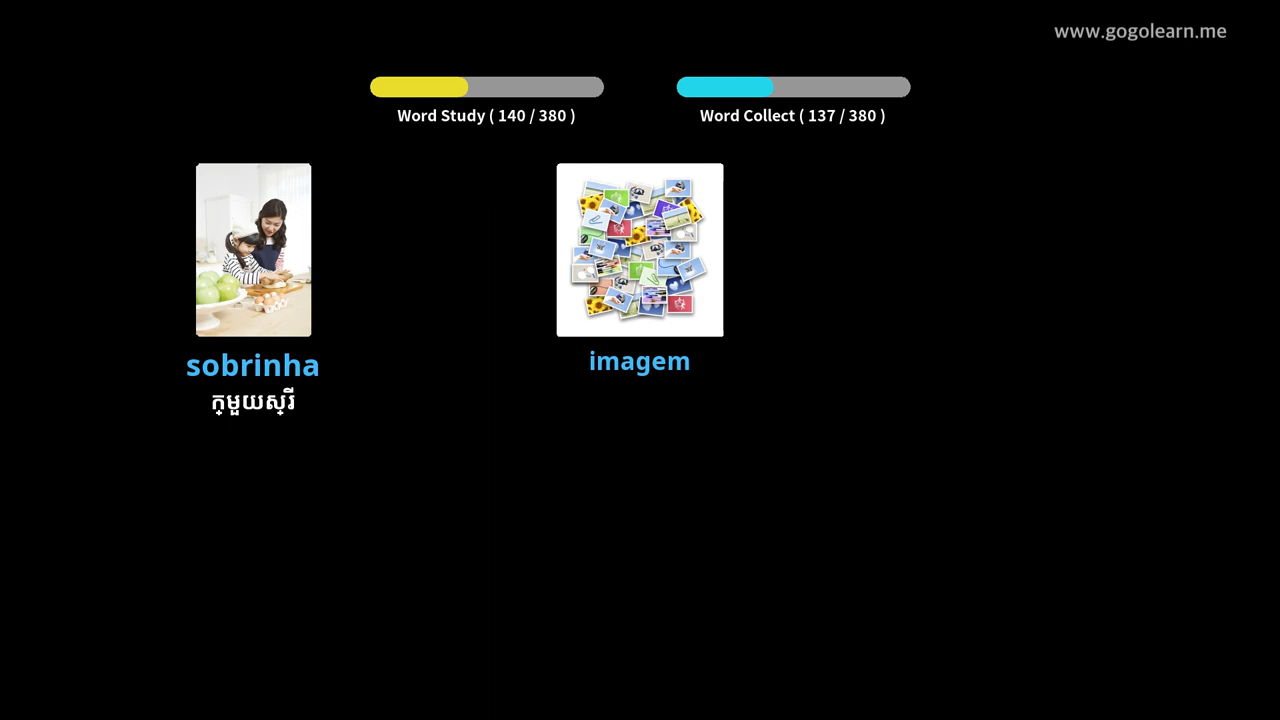 www.gogolearn.me
Word Study ( 140 / 380 )
Word Collect ( 137 / 380 )
sobrinha
ក្មួយស្រី
imagem